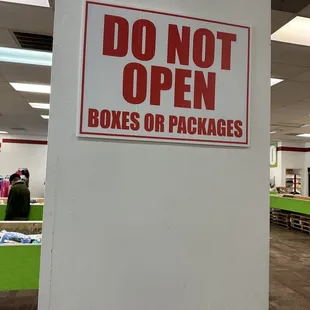 DO NOT
OPEN
BOXES OR PACKAGES